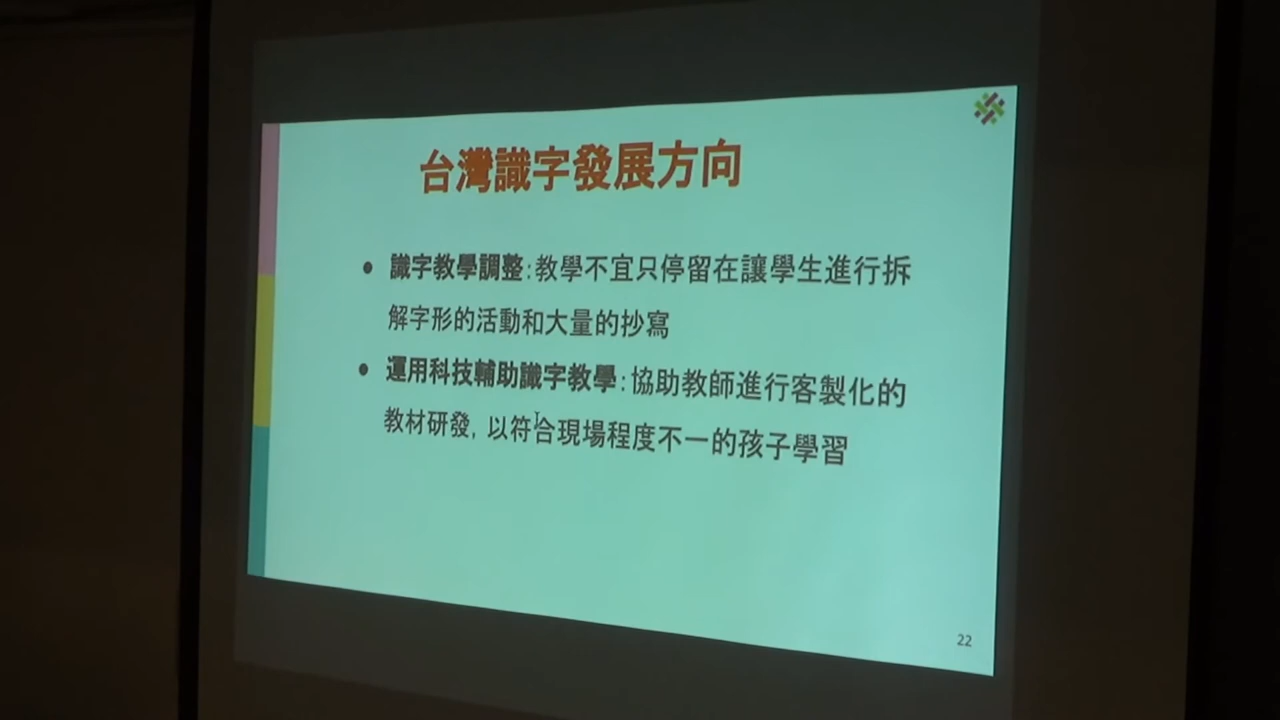 台灣識字發展方向
● 識字教學調整:教學不宜只停留在讓學生進行拆
解字形的活動和大量的抄寫
● 運用科技輔助識字教學:協助教師進行客製化的
教材研發, 以符合現場程度不一的孩子學習
22